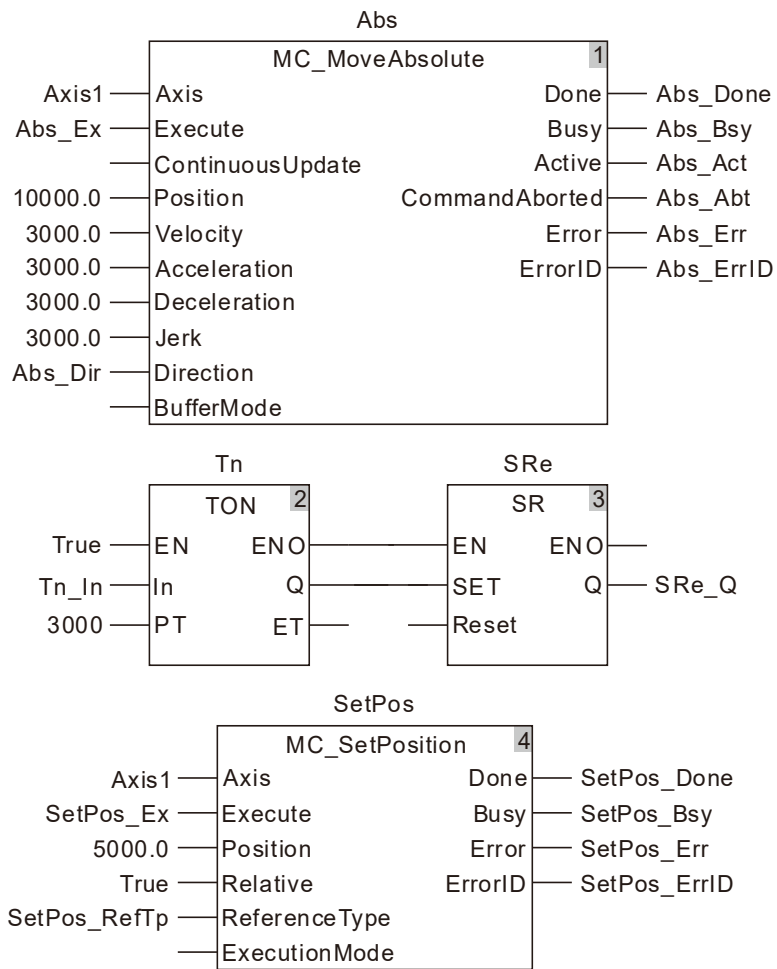 Abs
MC_MoveAbsolute 1
Axis1 Axis Done Abs_Done
Abs_Ex Execute Busy Abs_Bsy
ContinuousUpdate Active Abs_Act
10000.0 Position CommandAborted Abs_Abt
3000.0 Velocity Error Abs_Err
3000.0 Acceleration ErrorID Abs_ErrID
3000.0 Deceleration
3000.0 Jerk
Abs_Dir Direction
BufferMode
Tn SRe
TON 2 SR 3
True EN ENO EN ENO
Tn_In In Q SET Q SRe_Q
3000 PT ET Reset
SetPos
MC_SetPosition 4
Axis1 Axis Done SetPos_Done
SetPos_Ex Execute Busy SetPos_Bsy
5000.0 Position Error SetPos_Err
True Relative ErrorID SetPos_ErrID
SetPos_RefTp ReferenceType
ExecutionMode